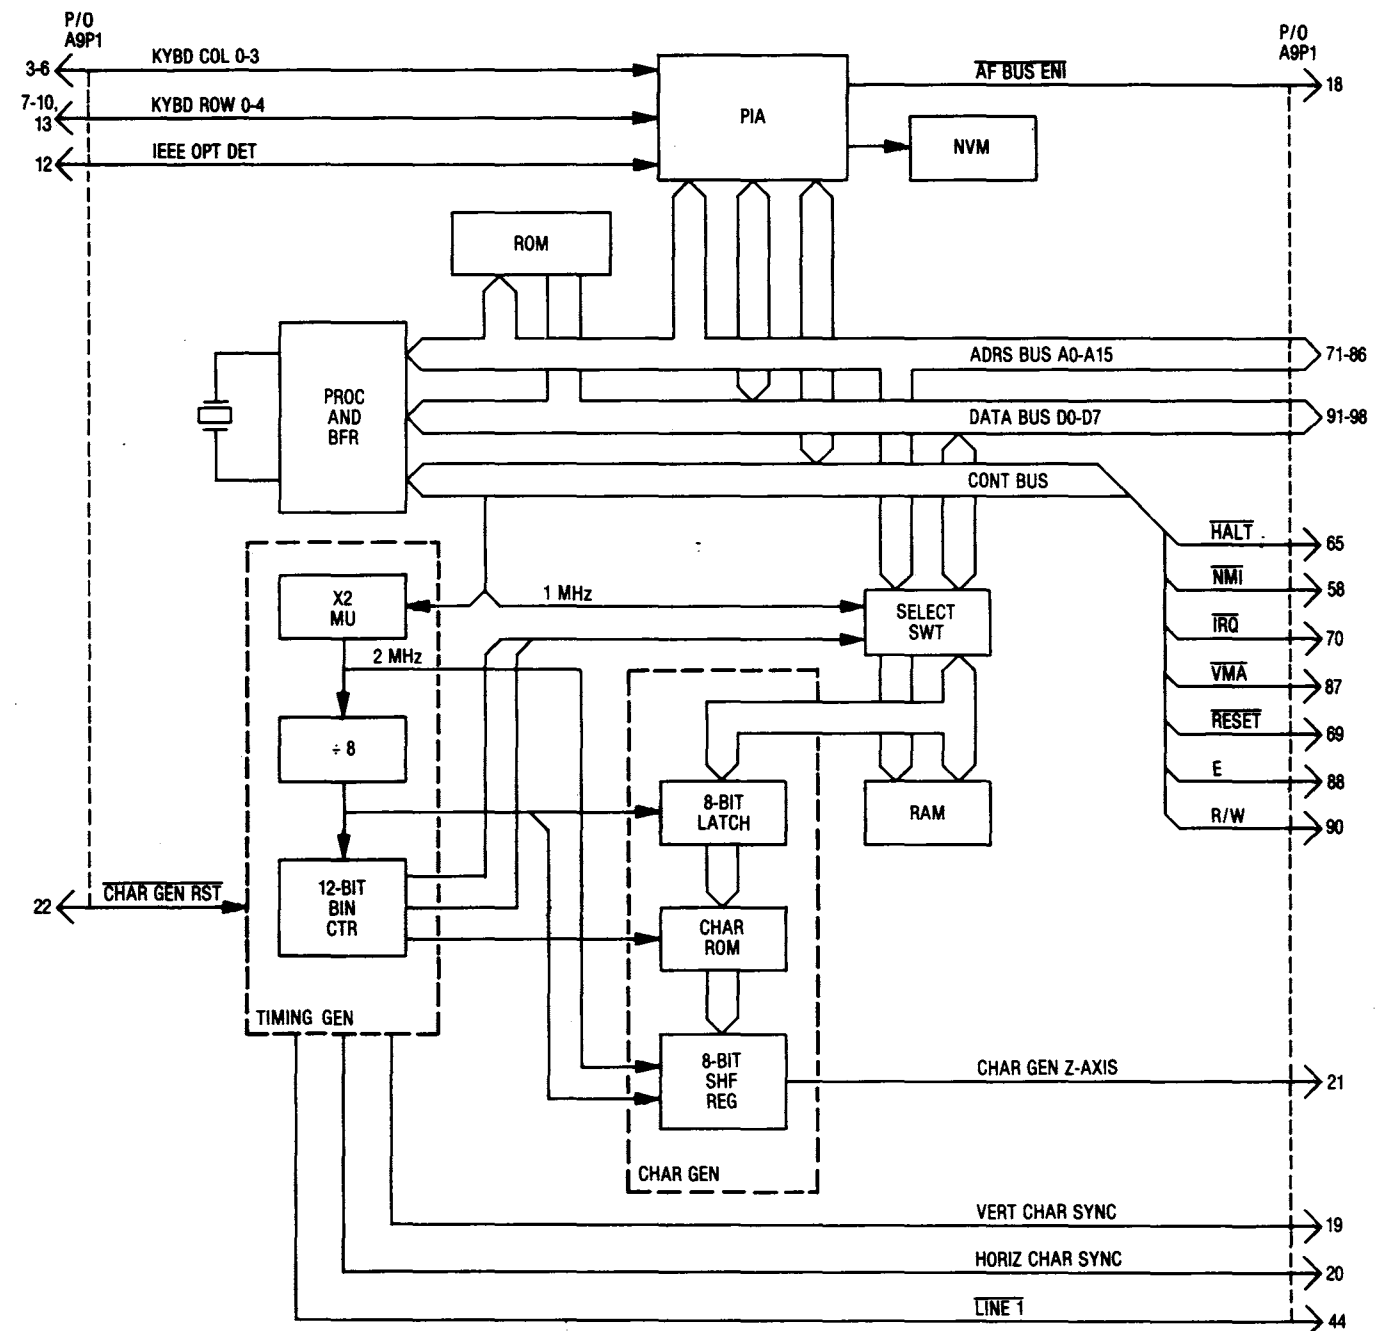 P/O
A9P1
P/O
A9P1
3-6
KYBD COL 0-3
AF BUS ENI
18
7-10,
13
KYBD ROW 0-4
PIA
12
IEEE OPT DET
NVM
ROM
ADRS BUS A0-A15
71-86
PROC
AND
BFR
DATA BUS D0-D7
91-98
CONT BUS
HALT
65
NMI
58
IRQ
70
VMA
87
RESET
69
E
88
R/W
90
X2
MU
1 MHz
SELECT
SWT
2 MHz
÷ 8
8-BIT
LATCH
RAM
22
CHAR GEN RST
12-BIT
BIN
CTR
CHAR
ROM
TIMING GEN
8-BIT
SHF
REG
CHAR GEN Z-AXIS
21
CHAR GEN
VERT CHAR SYNC
19
HORIZ CHAR SYNC
20
LINE 1
44